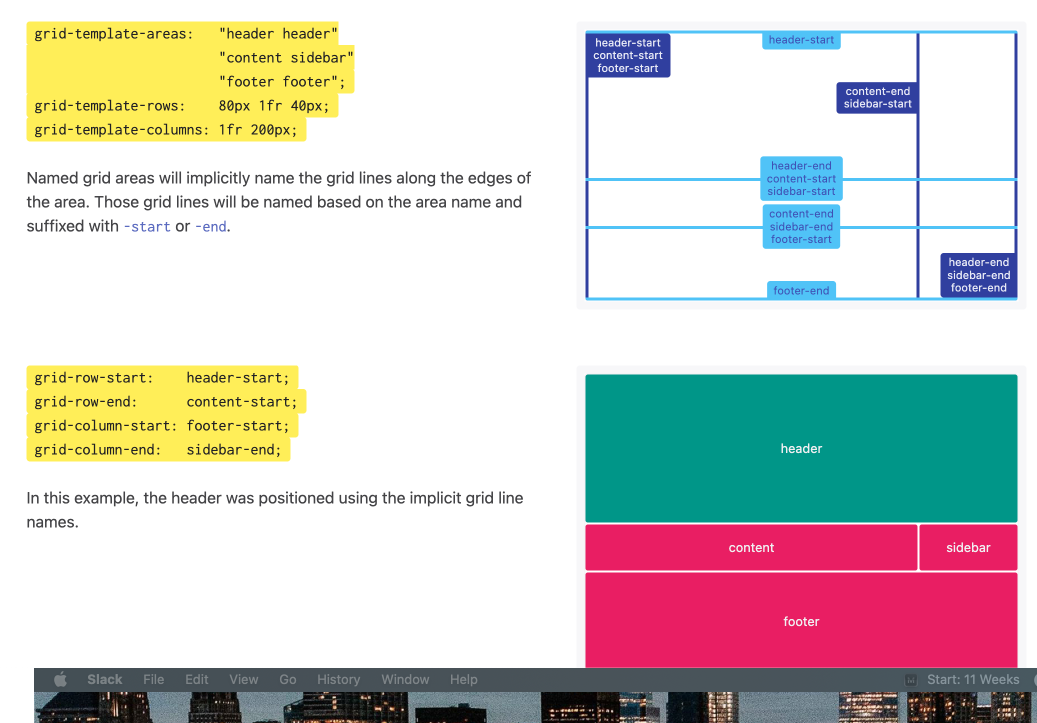 grid-template-areas: "header header"
"content sidebar"
"footer footer";
grid-template-rows: 80px 1fr 40px;
grid-template-columns: 1fr 200px;
Named grid areas will implicitly name the grid lines along the edges of
the area. Those grid lines will be named based on the area name and
suffixed with -start or -end.
header-start
content-start
footer-start
header-start
content-end
sidebar-start
header-end
content-start
sidebar-start
content-end
sidebar-end
footer-start
header-end
sidebar-end
footer-end
footer-end
grid-row-start: header-start;
grid-row-end: content-start;
grid-column-start: footer-start;
grid-column-end: sidebar-end;
In this example, the header was positioned using the implicit grid line
names.
header
content sidebar
footer
Slack File Edit View Go History Window Help Start: 11 Weeks